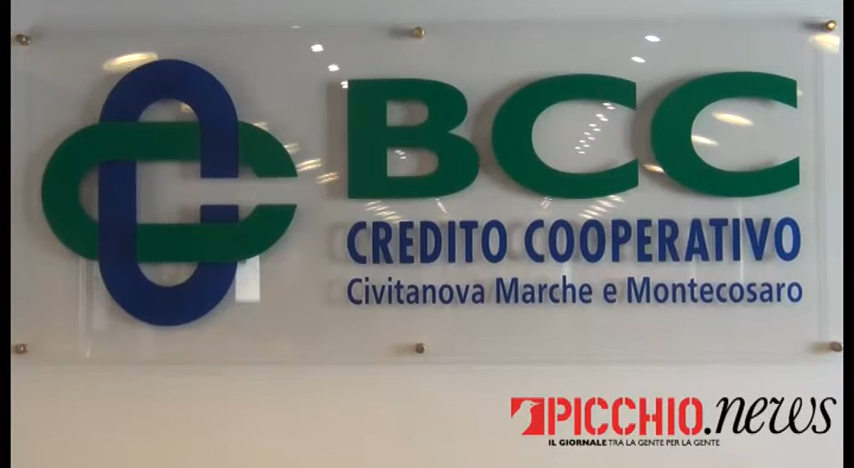 BCC
CREDITO COOPERATIVO
Civitanova Marche e Montecosaro
PICCHIO.news
IL GIORNALE TRA LA GENTE PER LA GENTE